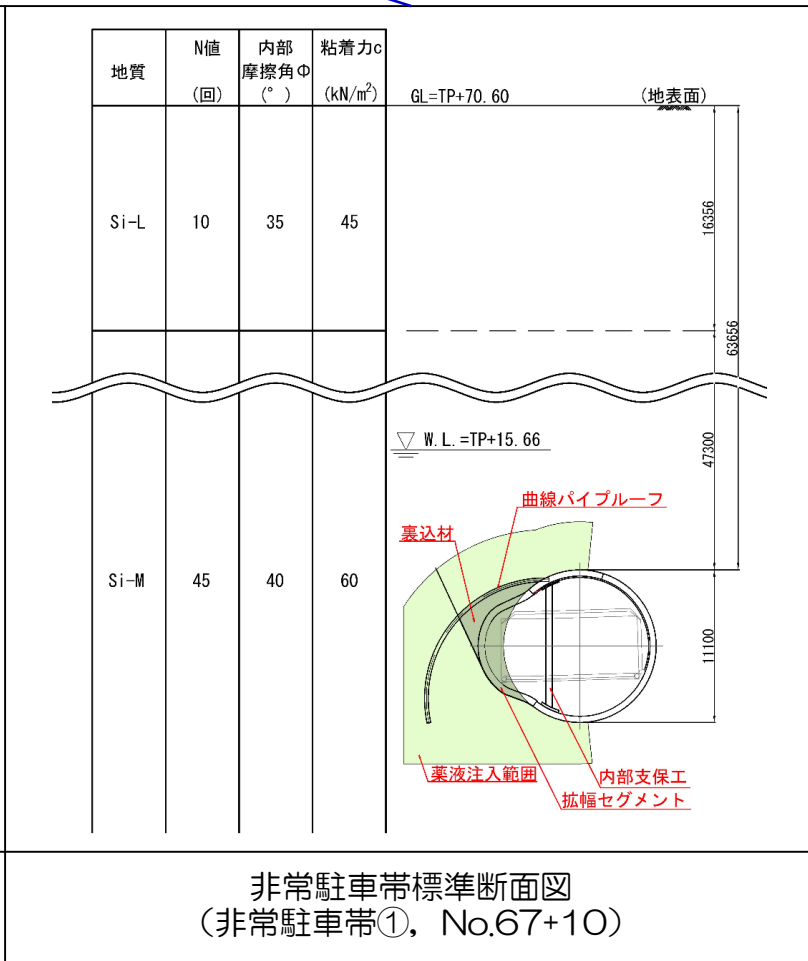 地質
N値
(回)
内部
摩擦角Φ
(°)
粘着力c
(kN/m²)
GL=TP+70.60
(地表面)
Si-L
10
35
45
16356
63656
47300
W.L.=TP+15.66
曲線パイプルーフ
裏込材
Si-M
45
40
60
11100
薬液注入範囲
内部支保工
拡幅セグメント
非常駐車帯標準断面図
(非常駐車帯①, No.67+10)